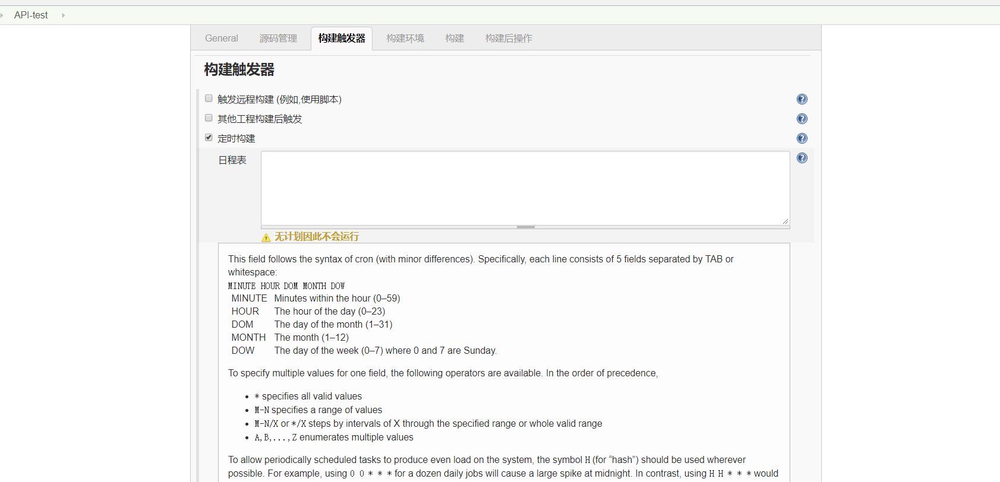 API-test
General 源码管理 构建触发器 构建环境 构建 构建后操作
构建触发器
触发远程构建 (例如,使用脚本)
其他工程构建后触发
定时构建
日程表
无计划因此不会运行
This field follows the syntax of cron (with minor differences). Specifically, each line consists of 5 fields separated by TAB or
whitespace:
MINUTE HOUR DOM MONTH DOW
MINUTE Minutes within the hour (0–59)
HOUR The hour of the day (0–23)
DOM The day of the month (1–31)
MONTH The month (1–12)
DOW The day of the week (0–7) where 0 and 7 are Sunday.
To specify multiple values for one field, the following operators are available. In the order of precedence,
• * specifies all valid values
• M-N specifies a range of values
• M-N/X or */X steps by intervals of X through the specified range or whole valid range
• A,B,...,Z enumerates multiple values
To allow periodically scheduled tasks to produce even load on the system, the symbol H (for “hash”) should be used wherever
possible. For example, using 0 0 * * * for a dozen daily jobs will cause a large spike at midnight. In contrast, using H H * * * would